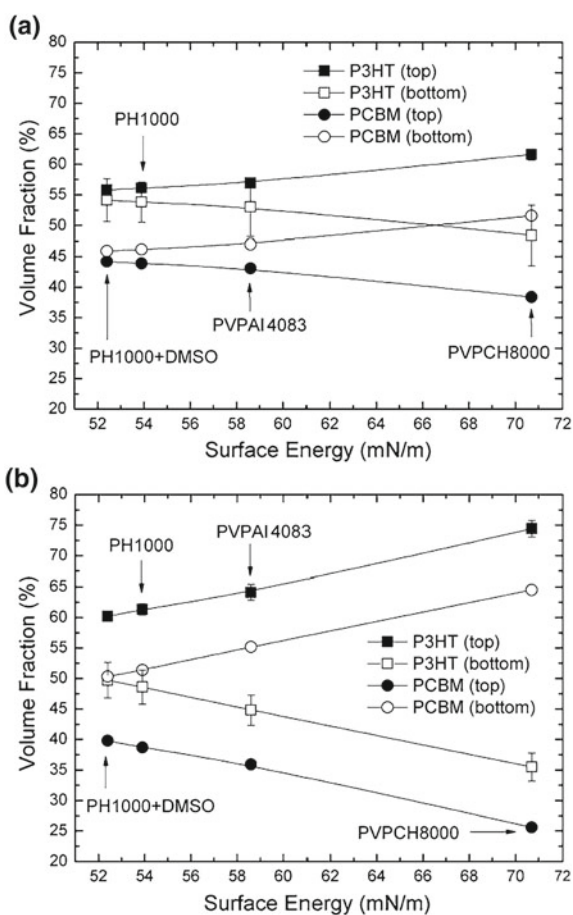 (a)
80
75
70
65
60
55
50
45
40
35
30
25
20
Volume Fraction (%)
P3HT (top)
P3HT (bottom)
PCBM (top)
PCBM (bottom)
PH1000
PVPAI 4083
PH1000+DMSO
PVPCH8000
52 54 56 58 60 62 64 66 68 70 72
Surface Energy (mN/m)
(b)
80
75
70
65
60
55
50
45
40
35
30
25
20
Volume Fraction (%)
PVPAI 4083
PH1000
P3HT (top)
P3HT (bottom)
PCBM (top)
PCBM (bottom)
PH1000+DMSO
PVPCH8000
52 54 56 58 60 62 64 66 68 70 72
Surface Energy (mN/m)